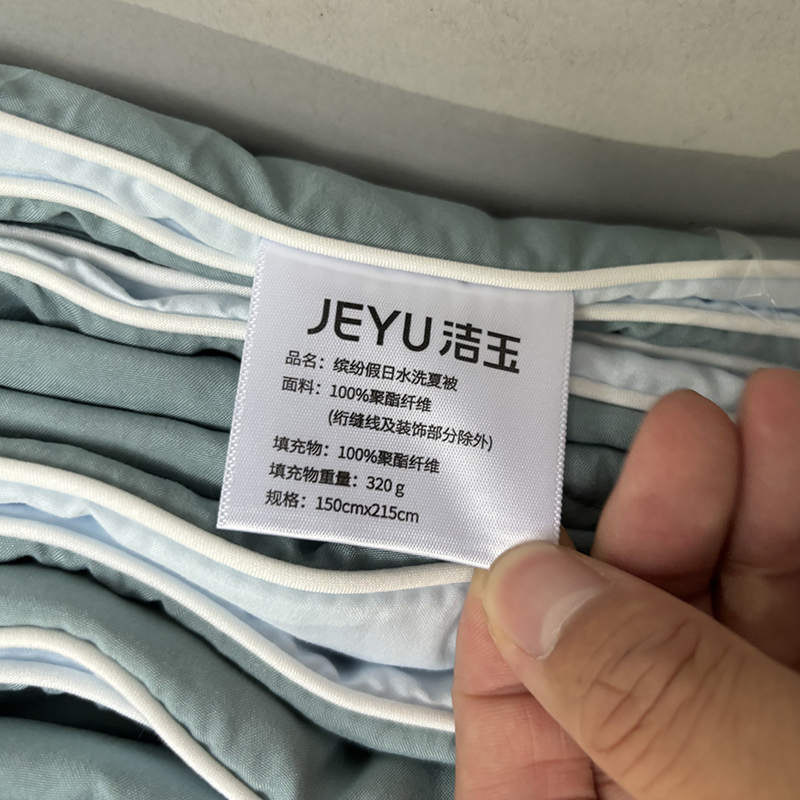 JEYU 洁玉
品名：缤纷假日水洗夏被
面料：100%聚酯纤维
(绗缝线及装饰部分除外)
填充物：100%聚酯纤维
填充物重量：320 g
规格：150cmx215cm